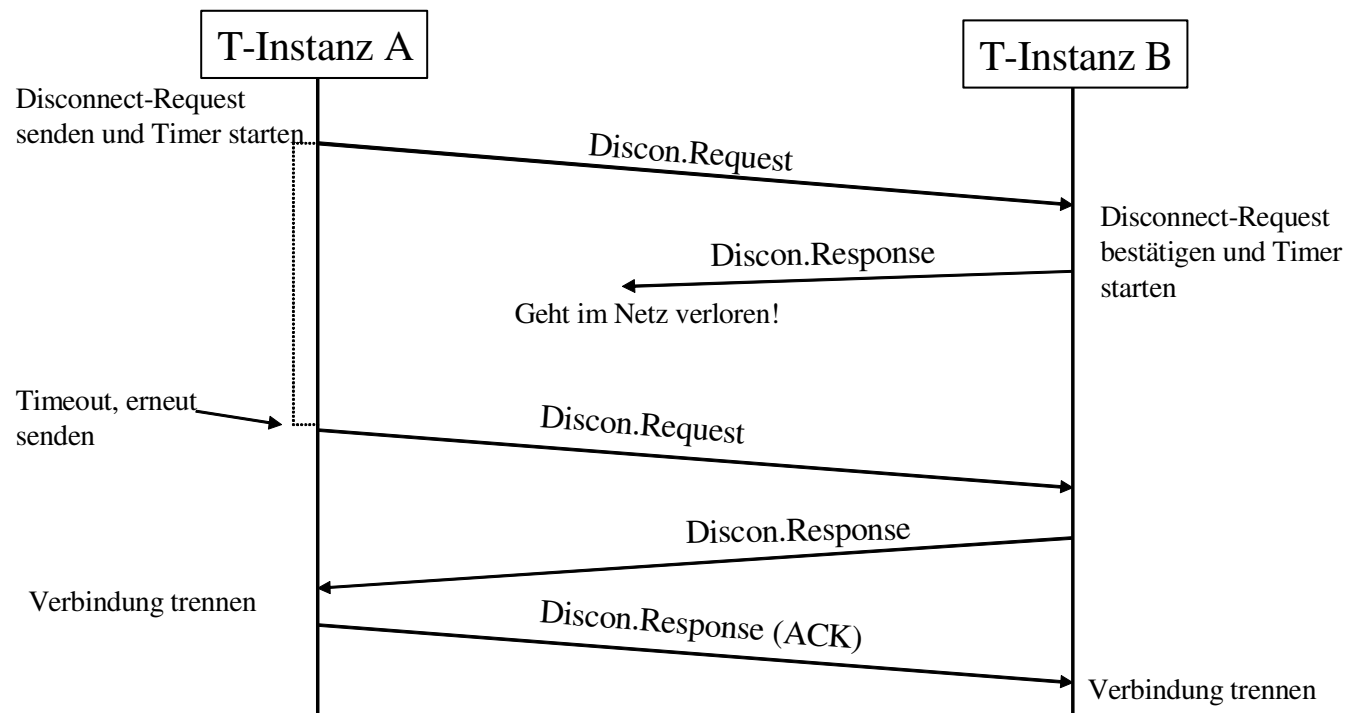 T-Instanz A
T-Instanz B
Disconnect-Request
senden und Timer starten
Discon.Request
Disconnect-Request
bestätigen und Timer
starten
Discon.Response
Geht im Netz verloren!
Timeout, erneut
senden
Discon.Request
Discon.Response
Verbindung trennen
Discon.Response (ACK)
Verbindung trennen